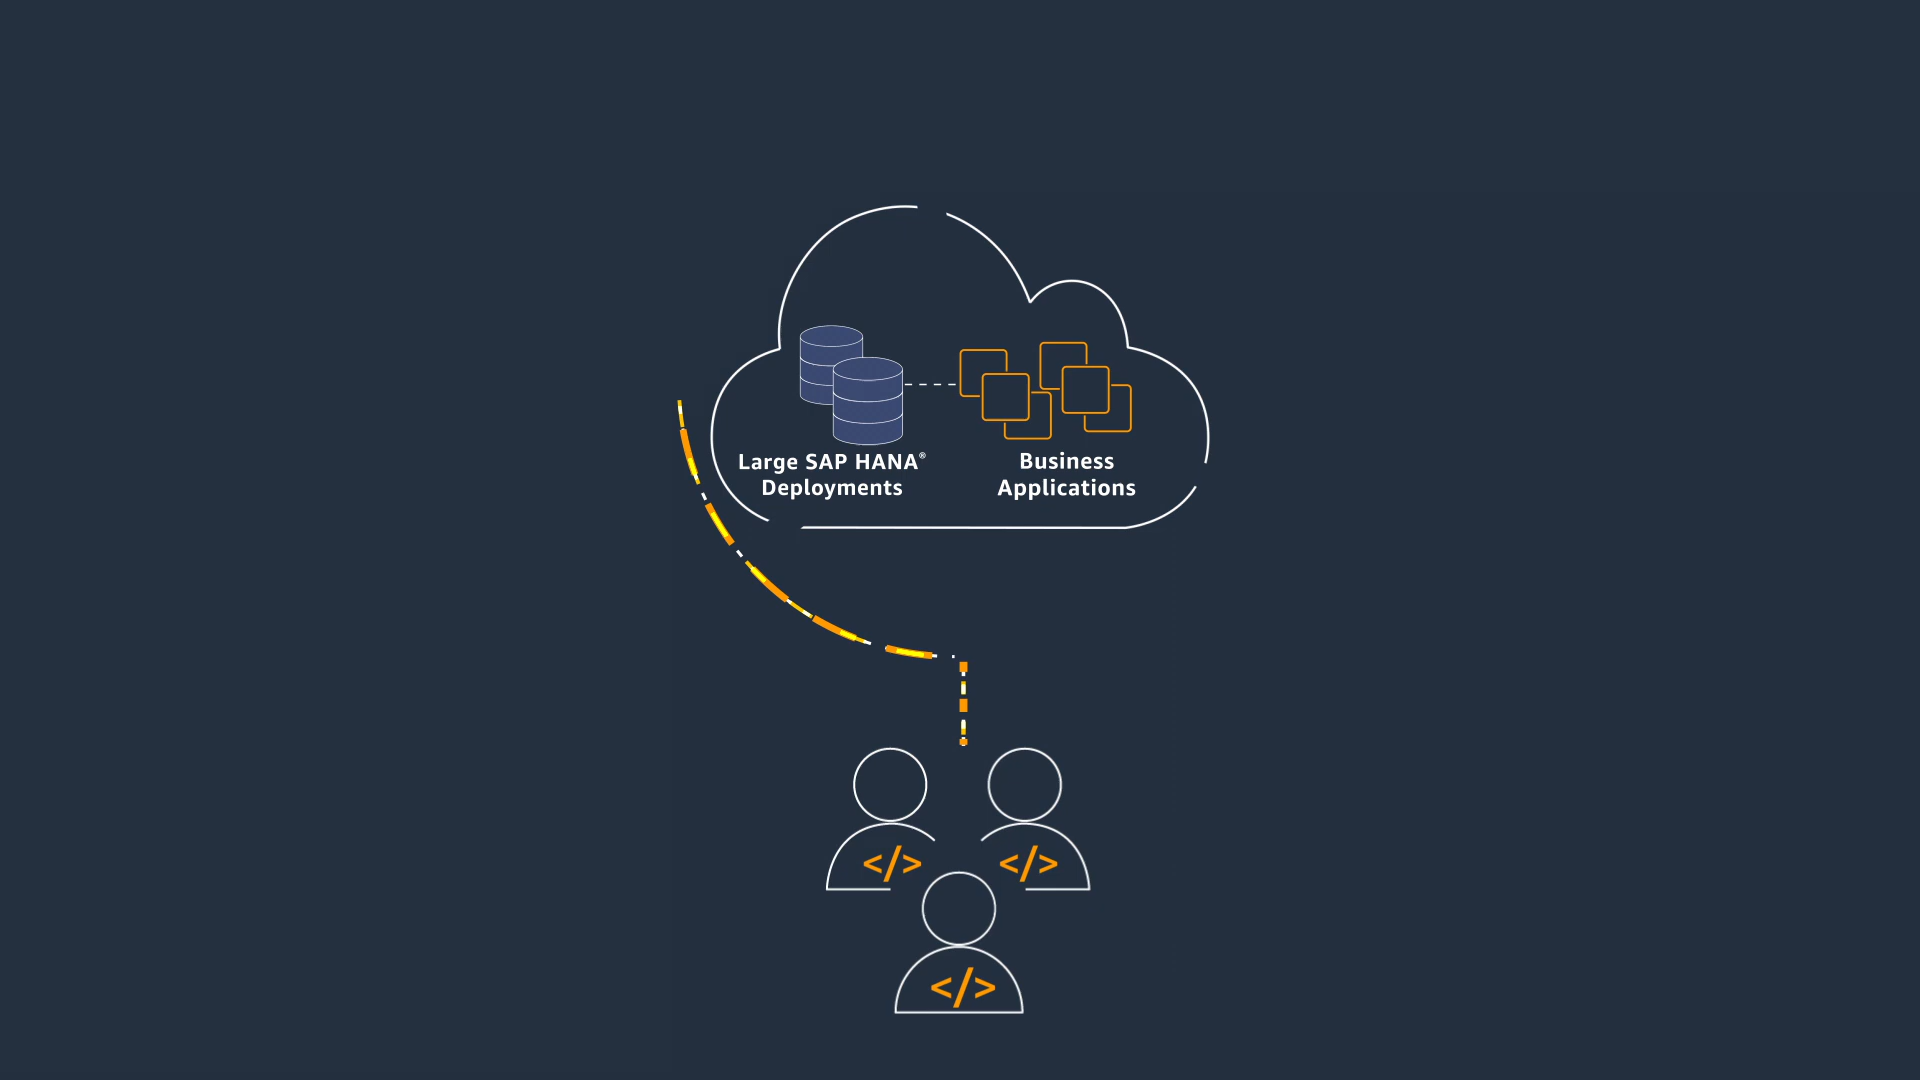 Large SAP HANA®
Deployments
Business
Applications
</>
</>
</>